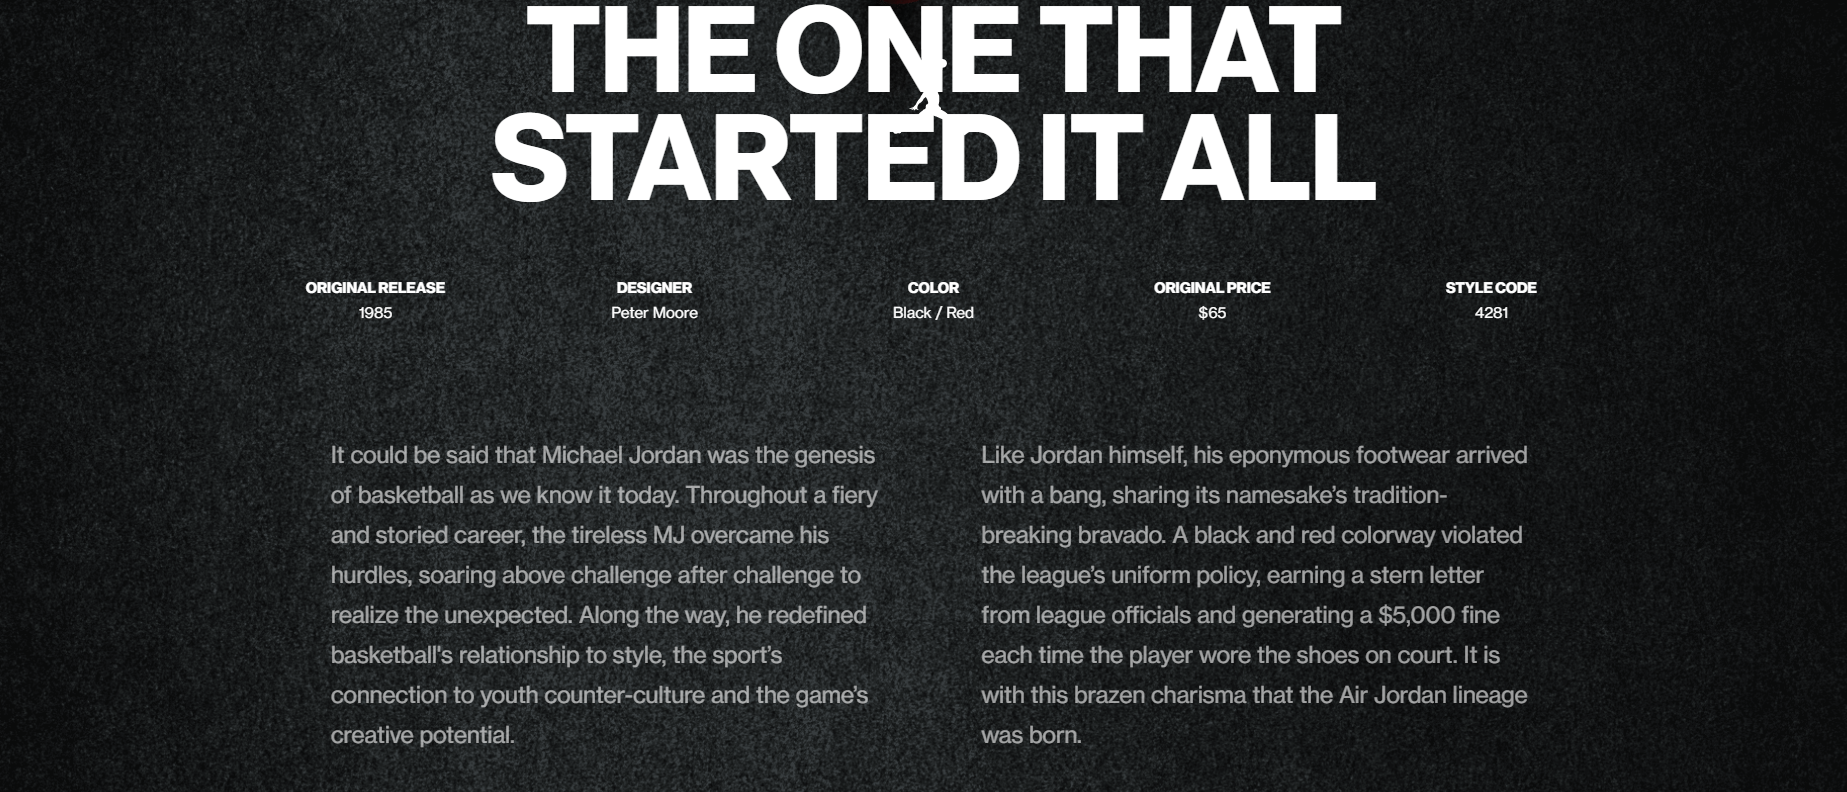 THE ONE THAT
STARTED IT ALL
ORIGINAL RELEASE
1985
DESIGNER
Peter Moore
COLOR
Black / Red
ORIGINAL PRICE
$65
STYLE CODE
4281
It could be said that Michael Jordan was the genesis
of basketball as we know it today. Throughout a fiery
and storied career, the tireless MJ overcame his
hurdles, soaring above challenge after challenge to
realize the unexpected. Along the way, he redefined
basketball's relationship to style, the sport’s
connection to youth counter-culture and the game’s
creative potential.
Like Jordan himself, his eponymous footwear arrived
with a bang, sharing its namesake’s tradition-
breaking bravado. A black and red colorway violated
the league’s uniform policy, earning a stern letter
from league officials and generating a $5,000 fine
each time the player wore the shoes on court. It is
with this brazen charisma that the Air Jordan lineage
was born.